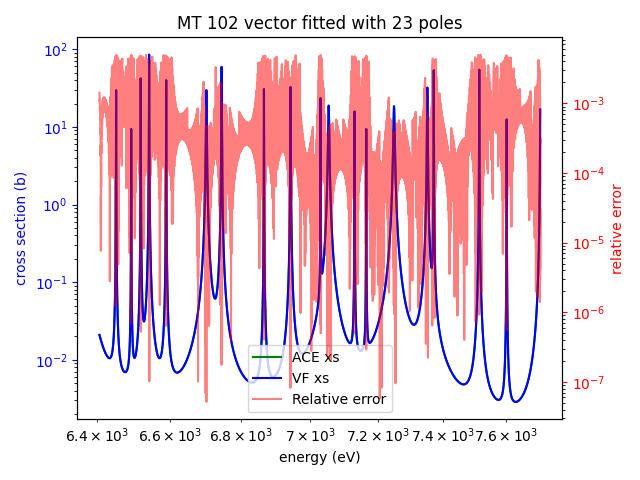 MT 102 vector fitted with 23 poles
10²
10¹
10⁰
10⁻¹
10⁻²
cross section (b)
10⁻³
10⁻⁴
10⁻⁵
10⁻⁶
10⁻⁷
relative error
ACE xs
VF xs
Relative error
6.4 × 10³ 6.6 × 10³ 6.8 × 10³ 7 × 10³ 7.2 × 10³ 7.4 × 10³ 7.6 × 10³
energy (eV)